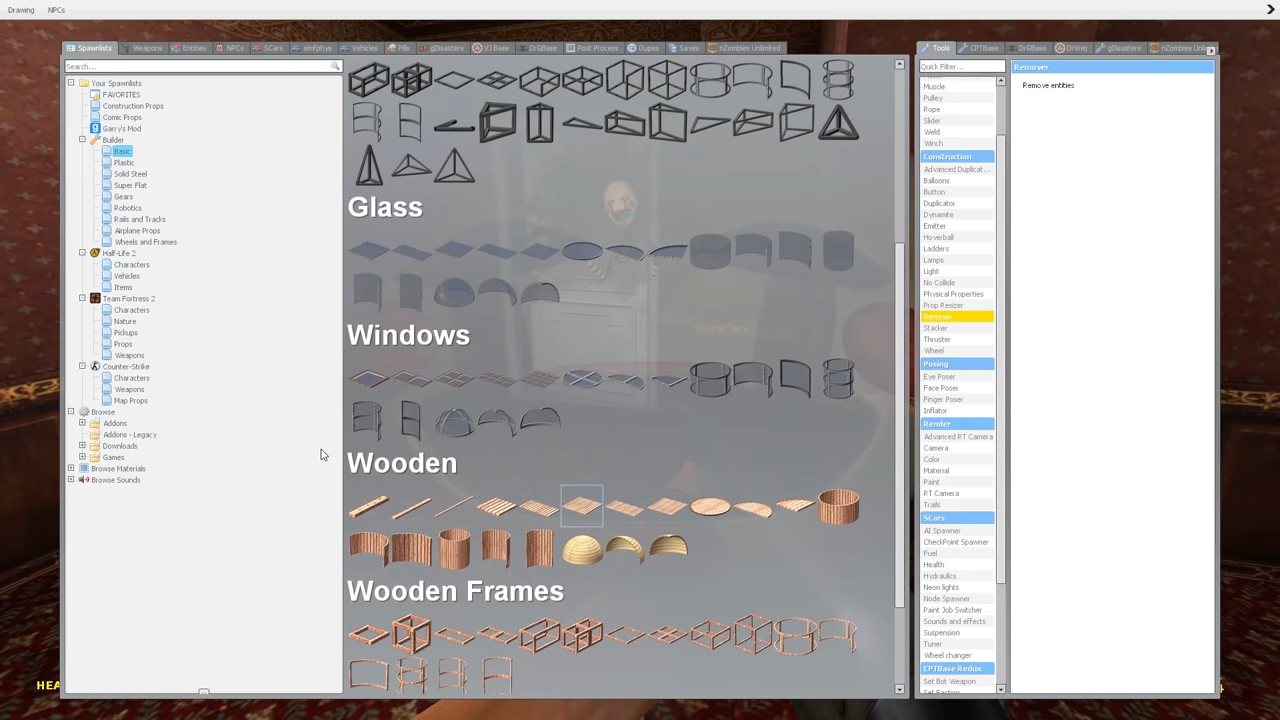 Drawing NPCs
Spawnlists Weapons Entities NPCs SCars simfphys Vehicles Pills gDisasters VJ Base DrGBase Post Process Dupes Saves nZombies Unlimited
Tools CPTBase DrGBase DrVrej gDisasters nZombies Unli
Search...
Your Spawnlists
FAVORITES
Construction Props
Comic Props
Garry's Mod
Builder
Basic
Plastic
Solid Steel
Super Flat
Gears
Robotics
Rails and Tracks
Airplane Props
Wheels and Frames
Half-Life 2
Characters
Vehicles
Items
Team Fortress 2
Characters
Nature
Pickups
Props
Weapons
Counter-Strike
Characters
Weapons
Map Props
Browse
Addons
Addons - Legacy
Downloads
Games
Browse Materials
Browse Sounds
Glass
Windows
Wooden
Wooden Frames
Quick Filter...
Muscle
Pulley
Rope
Slider
Weld
Winch
Construction
Advanced Duplicat...
Balloons
Button
Duplicator
Dynamite
Emitter
Hoverball
Ladders
Lamps
Light
No Collide
Physical Properties
Prop Resizer
Remover
Stacker
Thruster
Wheel
Posing
Eye Poser
Face Poser
Finger Poser
Inflator
Render
Advanced RT Camera
Camera
Color
Material
Paint
RT Camera
Trails
SCars
AI Spawner
CheckPoint Spawner
Fuel
Health
Hydraulics
Neon lights
Node Spawner
Paint Job Switcher
Sounds and effects
Suspension
Tuner
Wheel changer
CPTBase Redux
Set Bot Weapon
Remover
Remove entities
HEA